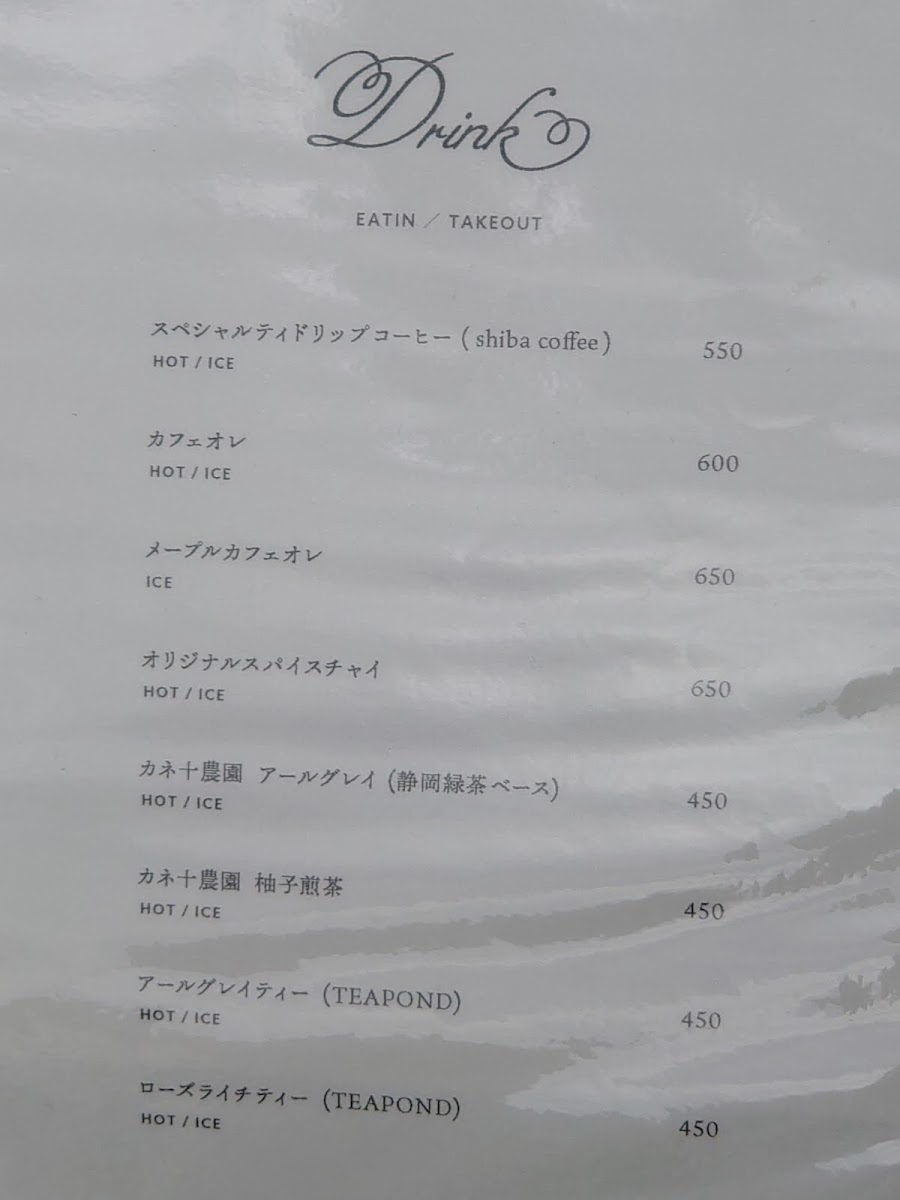 Drink
EATIN / TAKEOUT
スペシャルティドリップコーヒー ( shiba coffee ) 550
HOT / ICE
カフェオレ 600
HOT / ICE
メープルカフェオレ 650
ICE
オリジナルスパイスチャイ 650
HOT / ICE
カネ十農園 アールグレイ (静岡緑茶ベース) 450
HOT / ICE
カネ十農園 柚子煎茶 450
HOT / ICE
アールグレイティー (TEAPOND) 450
HOT / ICE
ローズライチティー (TEAPOND) 450
HOT / ICE